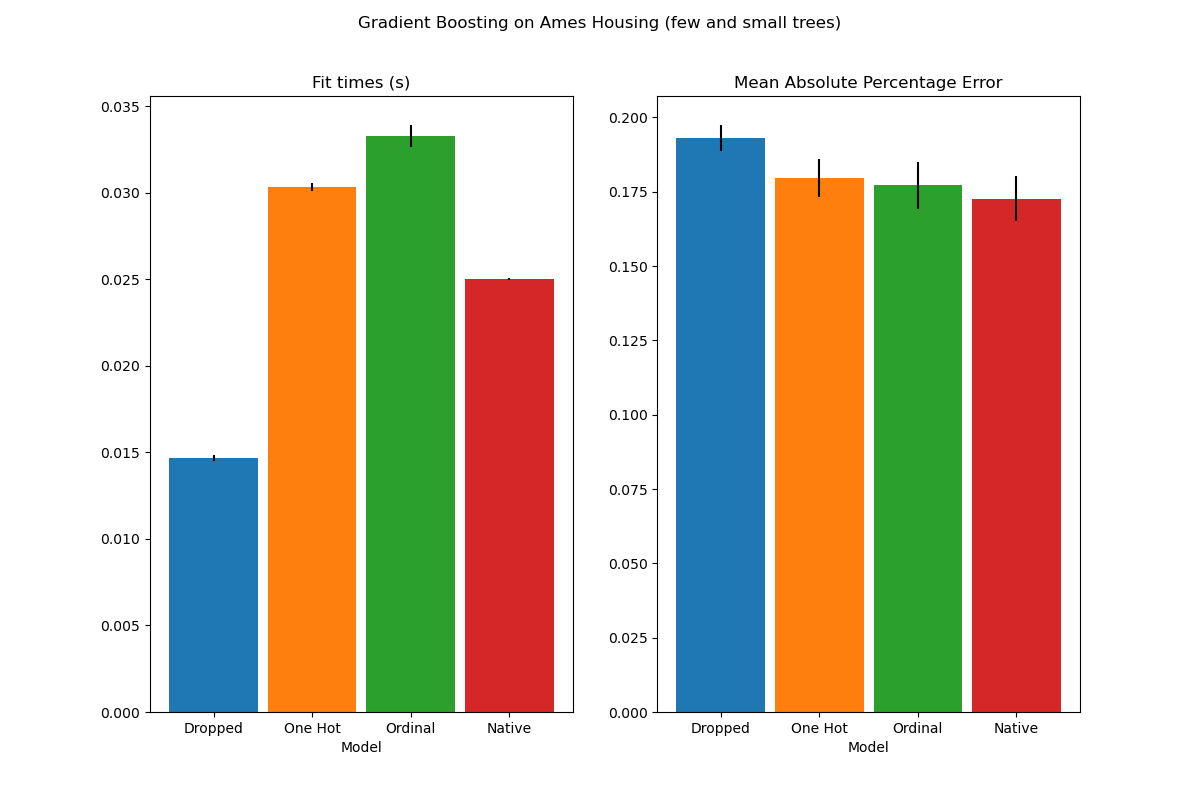 Gradient Boosting on Ames Housing (few and small trees)
Fit times (s)
0.035
0.030
0.025
0.020
0.015
0.010
0.005
0.000
Dropped One Hot Ordinal Native
Model
Mean Absolute Percentage Error
0.200
0.175
0.150
0.125
0.100
0.075
0.050
0.025
0.000
Dropped One Hot Ordinal Native
Model